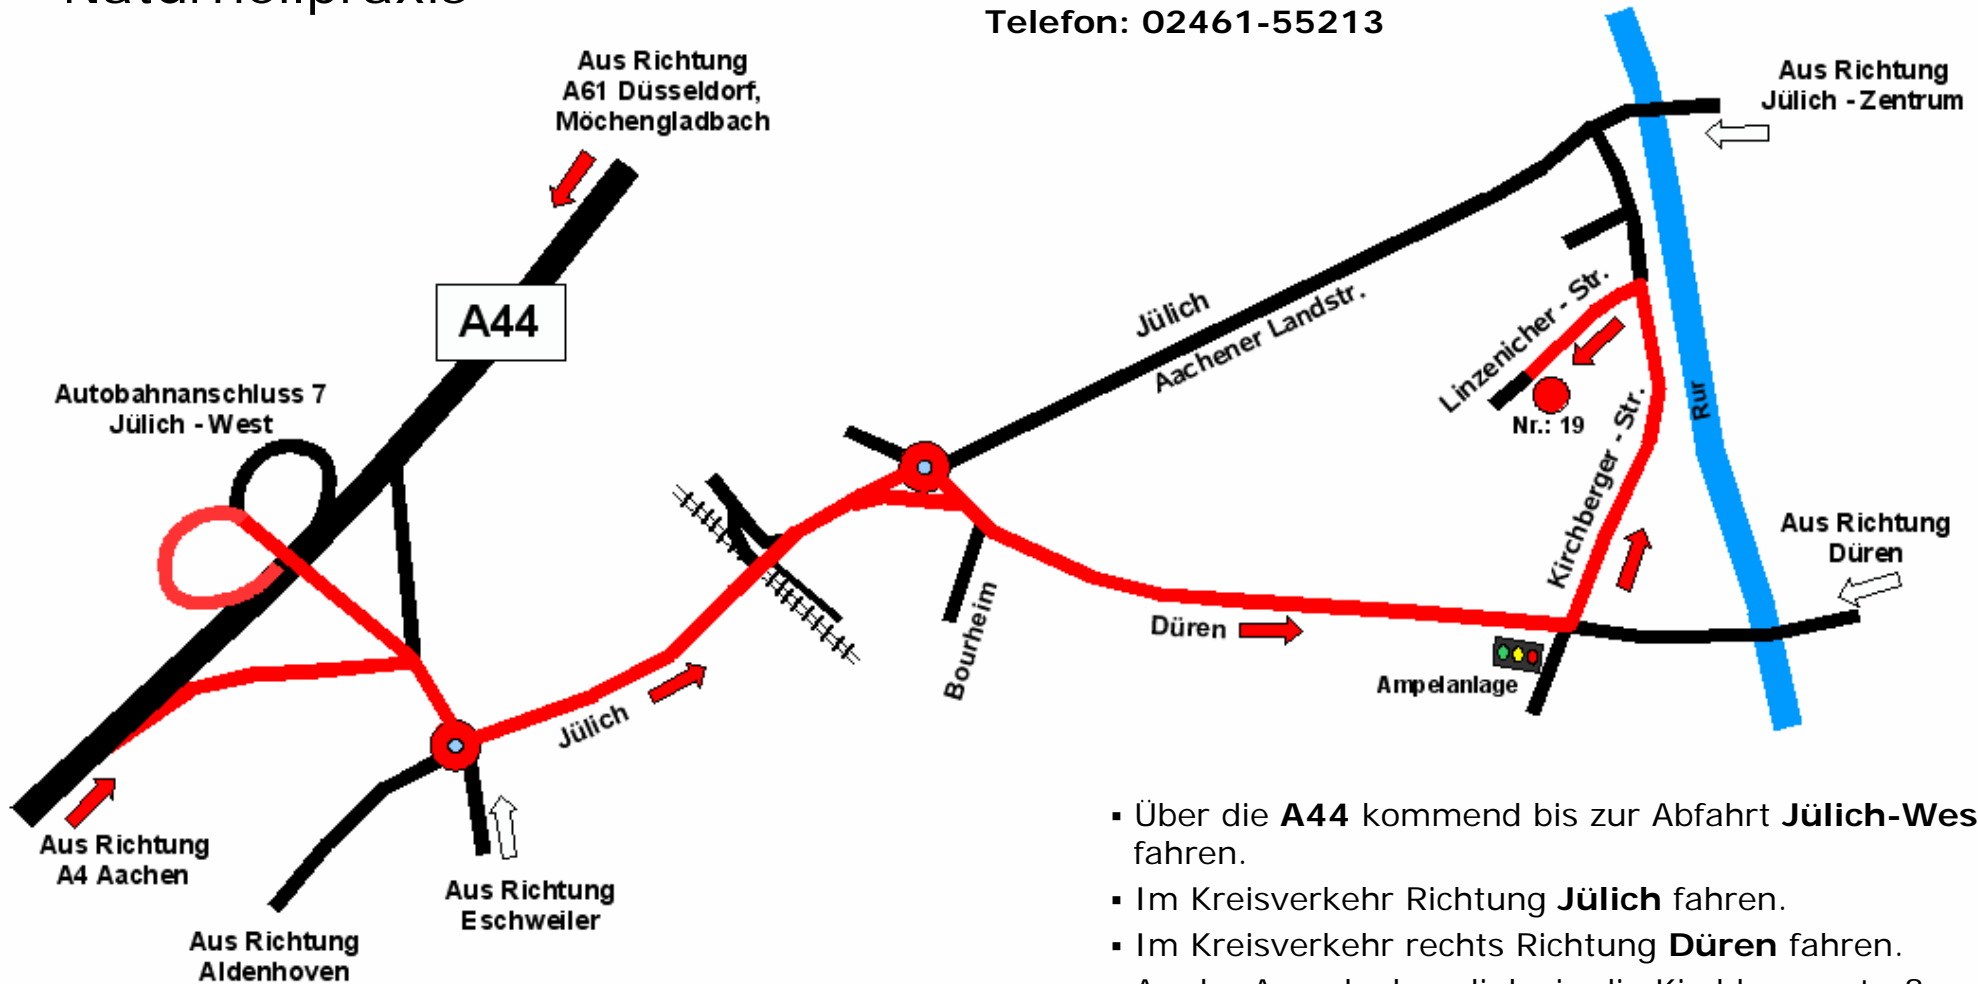 Naturheilpraxis
Telefon: 02461-55213
Aus Richtung
A61 Düsseldorf,
Möchengladbach
Aus Richtung
Jülich - Zentrum
A44
Jülich
Aachener Landstr.
Linzenicher - Str.
Nr.: 19
Kirchberger - Str.
Rur
Autobahnanschluss 7
Jülich - West
Aus Richtung
Düren
Bourheim
Düren
Ampelanlage
Jülich
Aus Richtung
A4 Aachen
Aus Richtung
Eschweiler
Aus Richtung
Aldenhoven
▪ Über die A44 kommend bis zur Abfahrt Jülich-Wes
fahren.
▪ Im Kreisverkehr Richtung Jülich fahren.
▪ Im Kreisverkehr rechts Richtung Düren fahren.